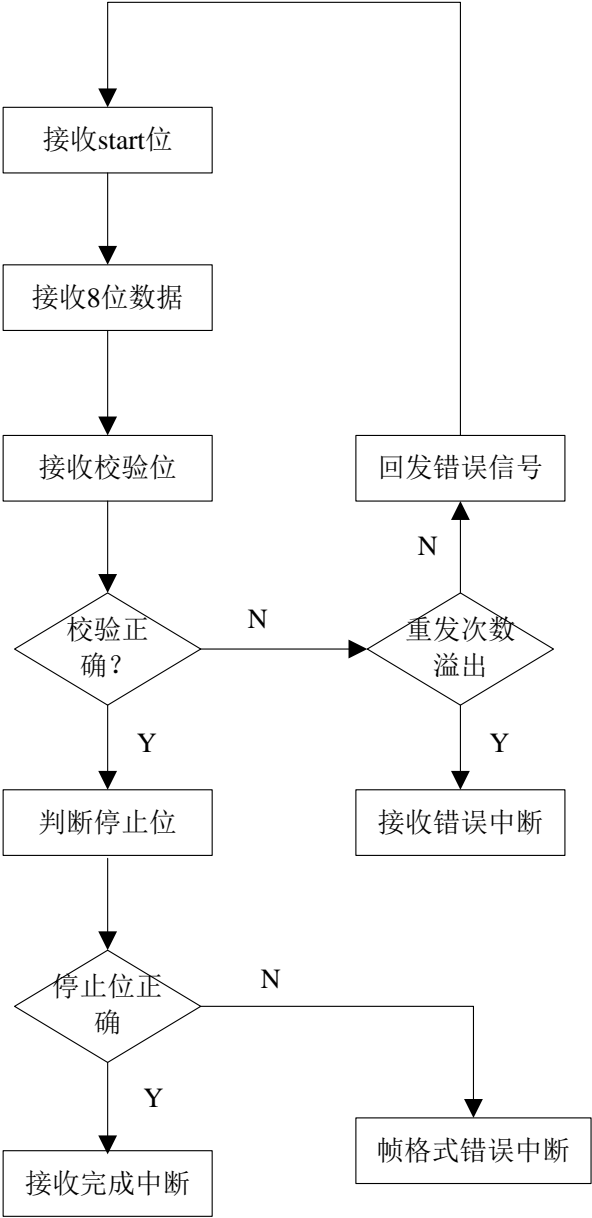 接收start位
接收8位数据
接收校验位
回发错误信号
N
校验正
确?
N
重发次数
溢出
Y
Y
判断停止位
接收错误中断
停止位正
确
N
Y
接收完成中断
帧格式错误中断